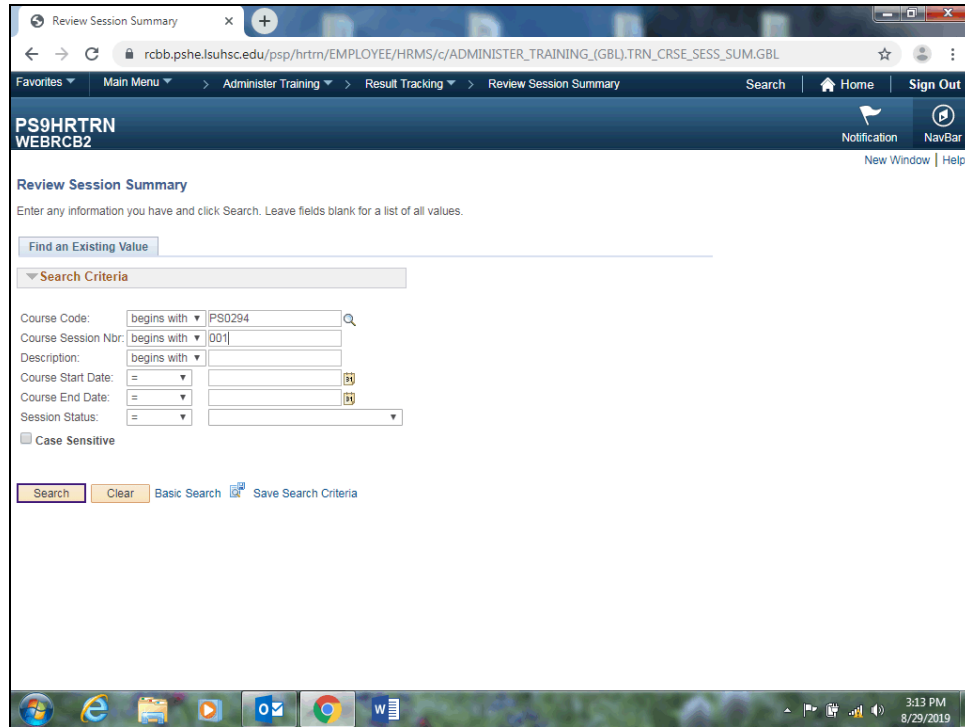 Review Session Summary
rcbb.pshe.lsuhsc.edu/psp/hrtrn/EMPLOYEE/HRMS/c/ADMINISTER_TRAINING_(GBL).TRN_CRSE_SESS_SUM.GBL
Favorites Main Menu > Administer Training > Result Tracking > Review Session Summary Search Home Sign Out
PS9HRTRN
WEBRCB2
Notification NavBar
New Window | Help
Review Session Summary
Enter any information you have and click Search. Leave fields blank for a list of all values.
Find an Existing Value
Search Criteria
Course Code: begins with PS0294
Course Session Nbr: begins with 001
Description: begins with
Course Start Date: = 31
Course End Date: = 31
Session Status: =
Case Sensitive
Search Clear Basic Search Save Search Criteria
3:13 PM
8/29/2019